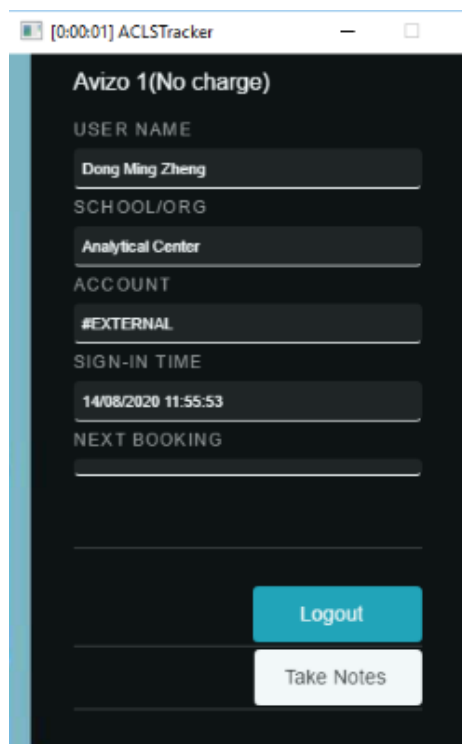 [0:00:01] ACLSTracker
Avizo 1(No charge)
USER NAME
Dong Ming Zheng
SCHOOL/ORG
Analytical Center
ACCOUNT
#EXTERNAL
SIGN-IN TIME
14/08/2020 11:55:53
NEXT BOOKING
Logout
Take Notes